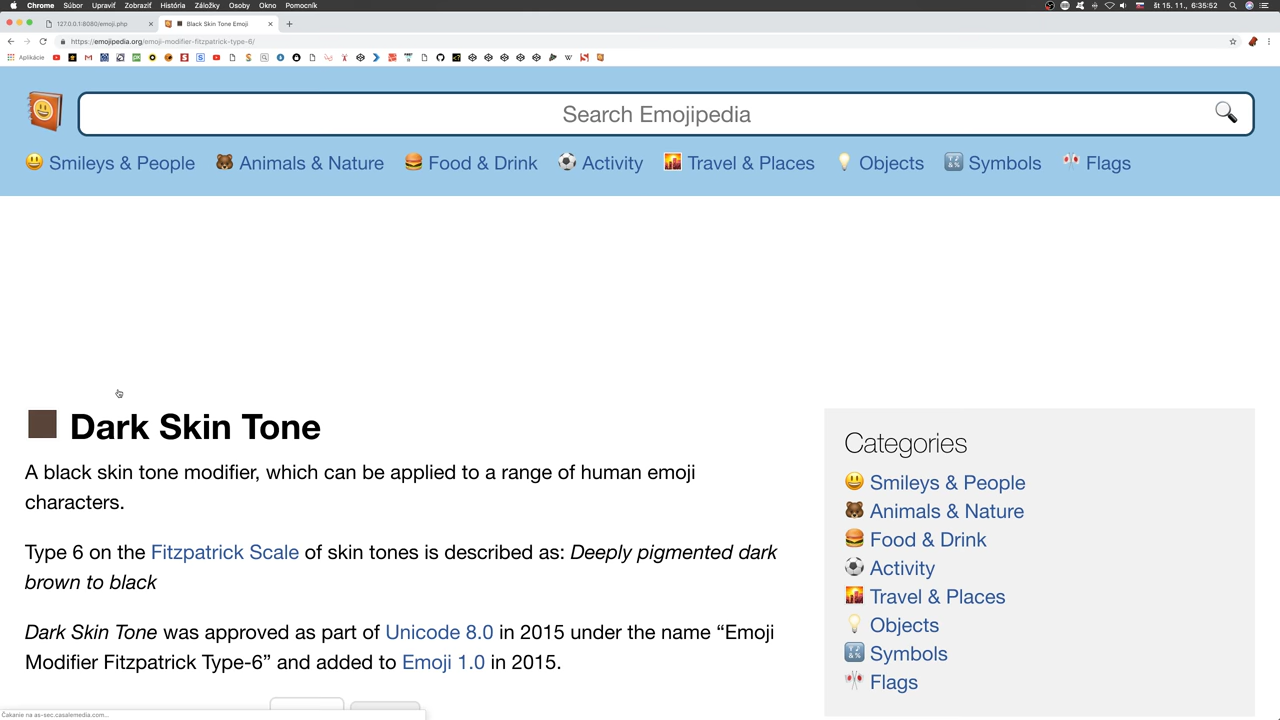 Chrome Súbor Upraviť Zobraziť História Záložky Osoby Okno Pomocník
št 15. 11., 6:35:52
127.0.0.1:8080/emoji.php
Black Skin Tone Emoji
https://emojipedia.org/emoji-modifier-fitzpatrick-type-6/
Aplikácie
Search Emojipedia
Smileys & People Animals & Nature Food & Drink Activity Travel & Places Objects Symbols Flags
Dark Skin Tone
A black skin tone modifier, which can be applied to a range of human emoji
characters.
Type 6 on the Fitzpatrick Scale of skin tones is described as: Deeply pigmented dark
brown to black
Dark Skin Tone was approved as part of Unicode 8.0 in 2015 under the name “Emoji
Modifier Fitzpatrick Type-6” and added to Emoji 1.0 in 2015.
Categories
Smileys & People
Animals & Nature
Food & Drink
Activity
Travel & Places
Objects
Symbols
Flags
Čakanie na as-sec.casalemedia.com...